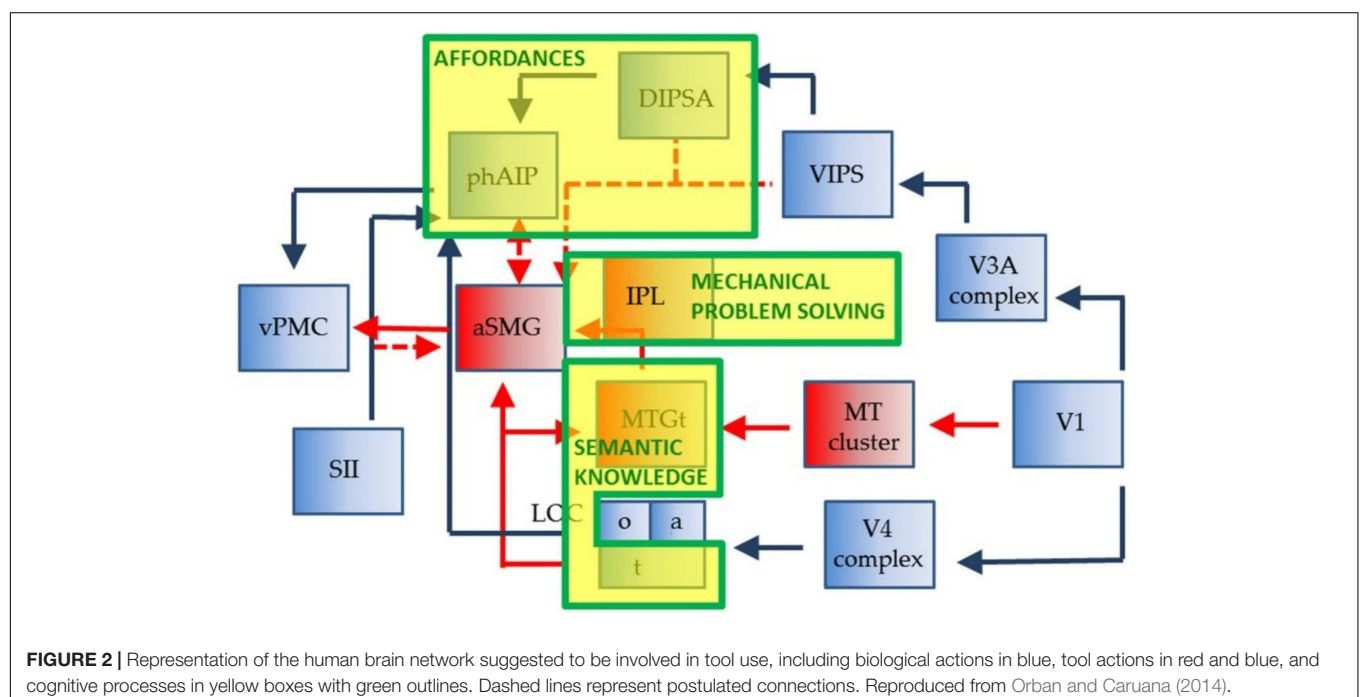 AFFORDANCES
DIPSA
phAIP
VIPS
V3A
complex
IPL
MECHANICAL
PROBLEM SOLVING
vPMC
aSMG
MTGt
MT
cluster
V1
SEMANTIC
KNOWLEDGE
SII
LOC
o
a
t
V4
complex
FIGURE 2 | Representation of the human brain network suggested to be involved in tool use, including biological actions in blue, tool actions in red and blue, and
cognitive processes in yellow boxes with green outlines. Dashed lines represent postulated connections. Reproduced from Orban and Caruana (2014).